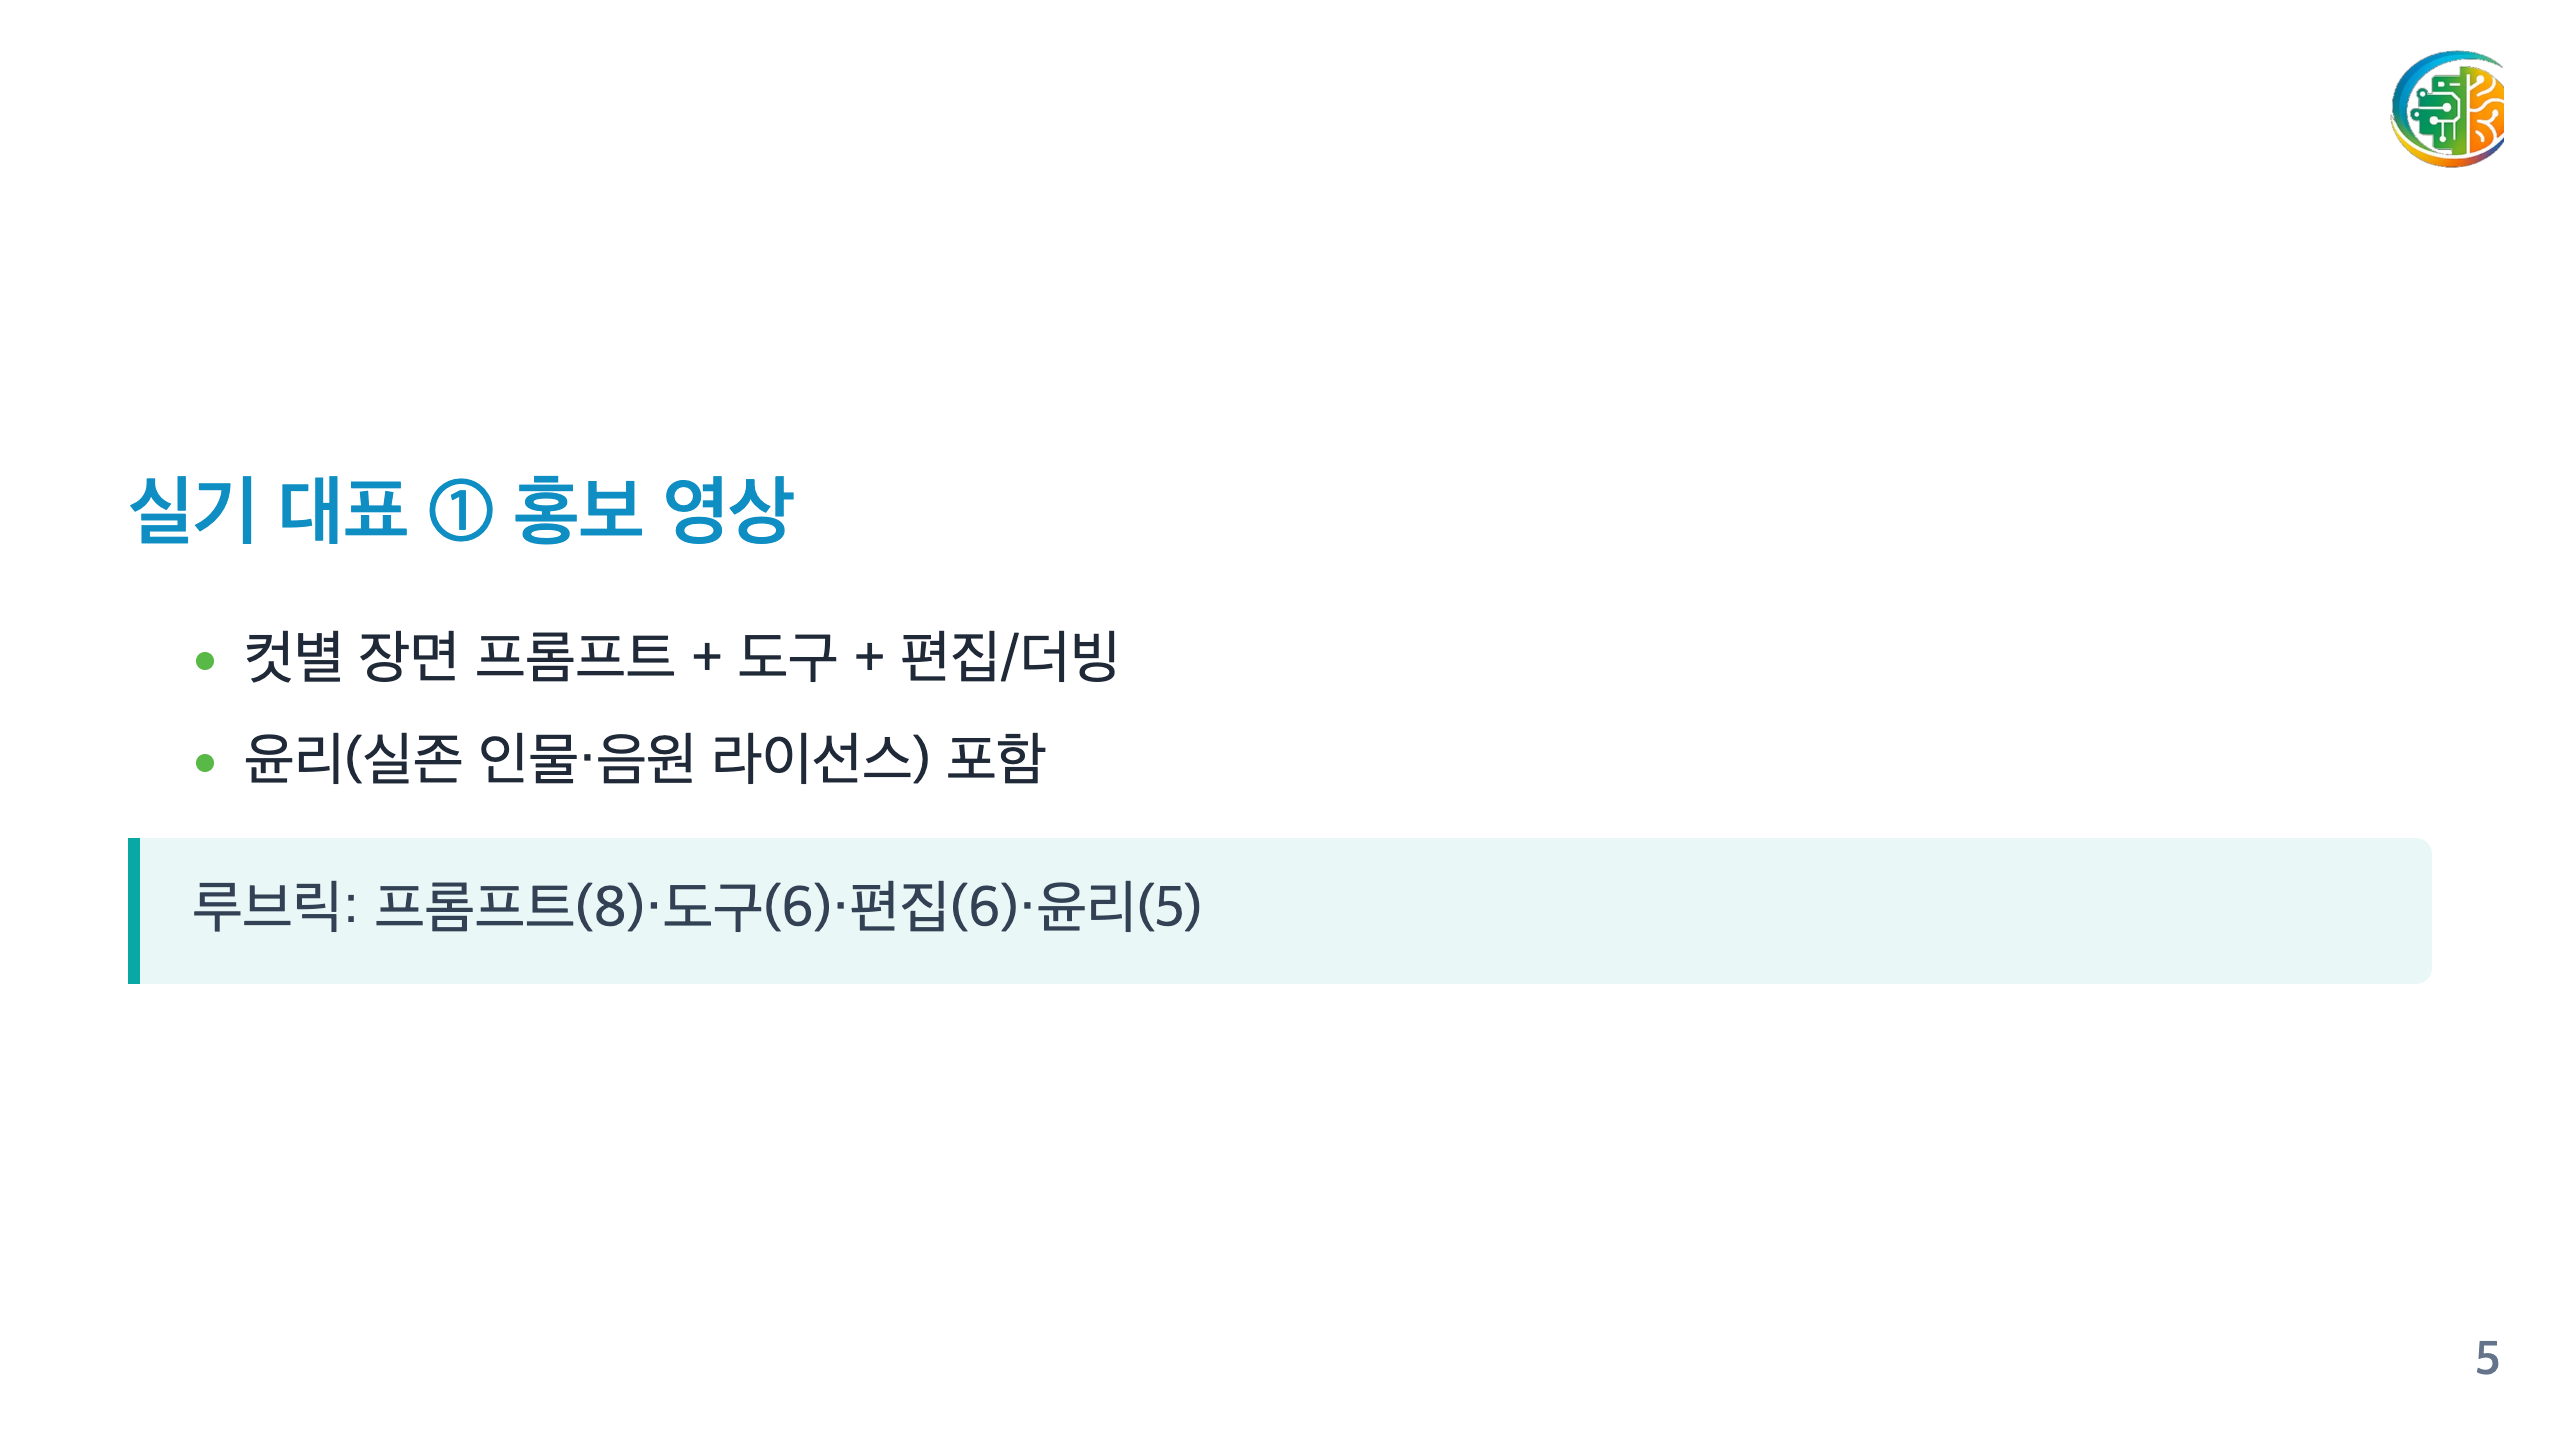 실기 대표 ① 홍보 영상
• 컷별 장면 프롬프트 + 도구 + 편집/더빙
• 윤리(실존 인물·음원 라이선스) 포함
루브릭: 프롬프트(8)·도구(6)·편집(6)·윤리(5)
5